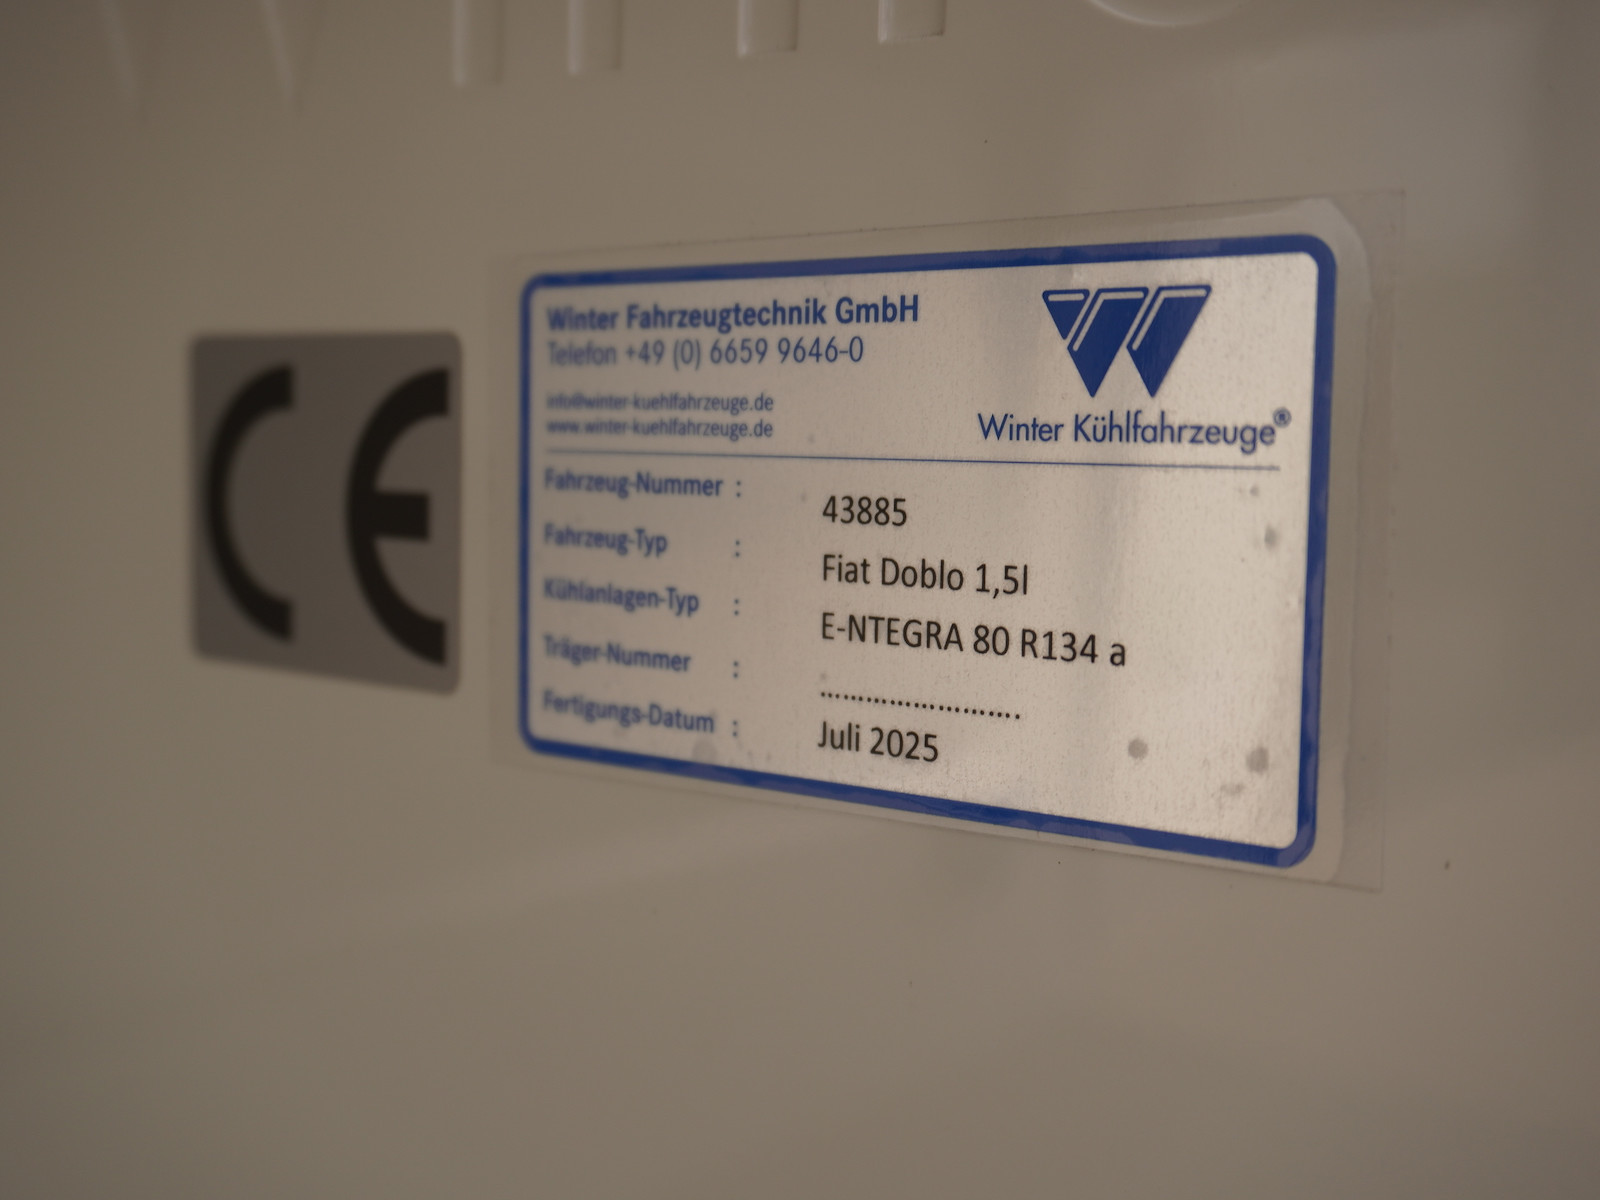 CE
Winter Fahrzeugtechnik GmbH
Telefon +49 (0) 6659 9646-0
info@winter-kuehlfahrzeuge.de
www.winter-kuehlfahrzeuge.de
Winter Kühlfahrzeuge®
Fahrzeug-Nummer : 43885
Fahrzeug-Typ : Fiat Doblo 1,5l
Kühlanlagen-Typ : E-NTEGRA 80 R134 a
Träger-Nummer : ..........................
Fertigungs-Datum : Juli 2025